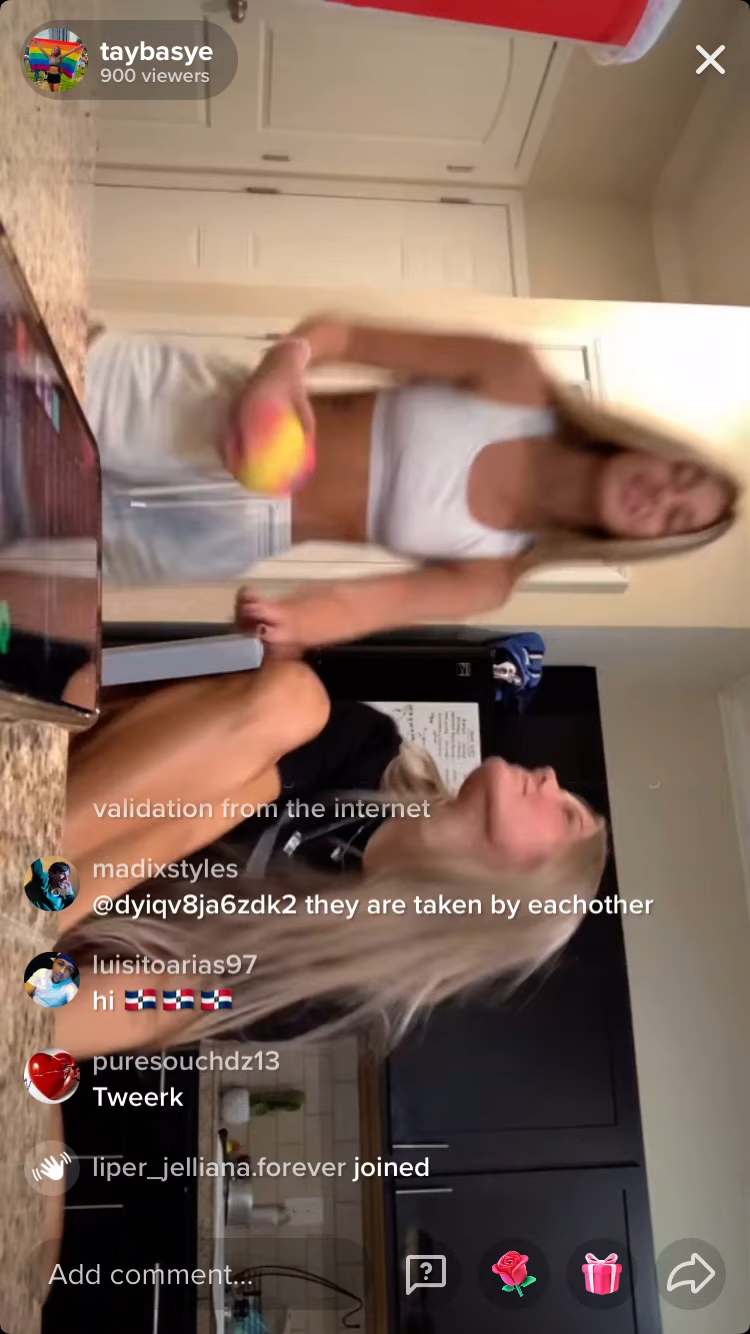 taybasye
900 viewers
validation from the internet
madixstyles
@dyiqv8ja6zdk2 they are taken by eachother
luisitoarias97
hi 🇩🇴 🇩🇴 🇩🇴
puresouchdz13
Tweerk
liper_jelliana.forever joined
Add comment...